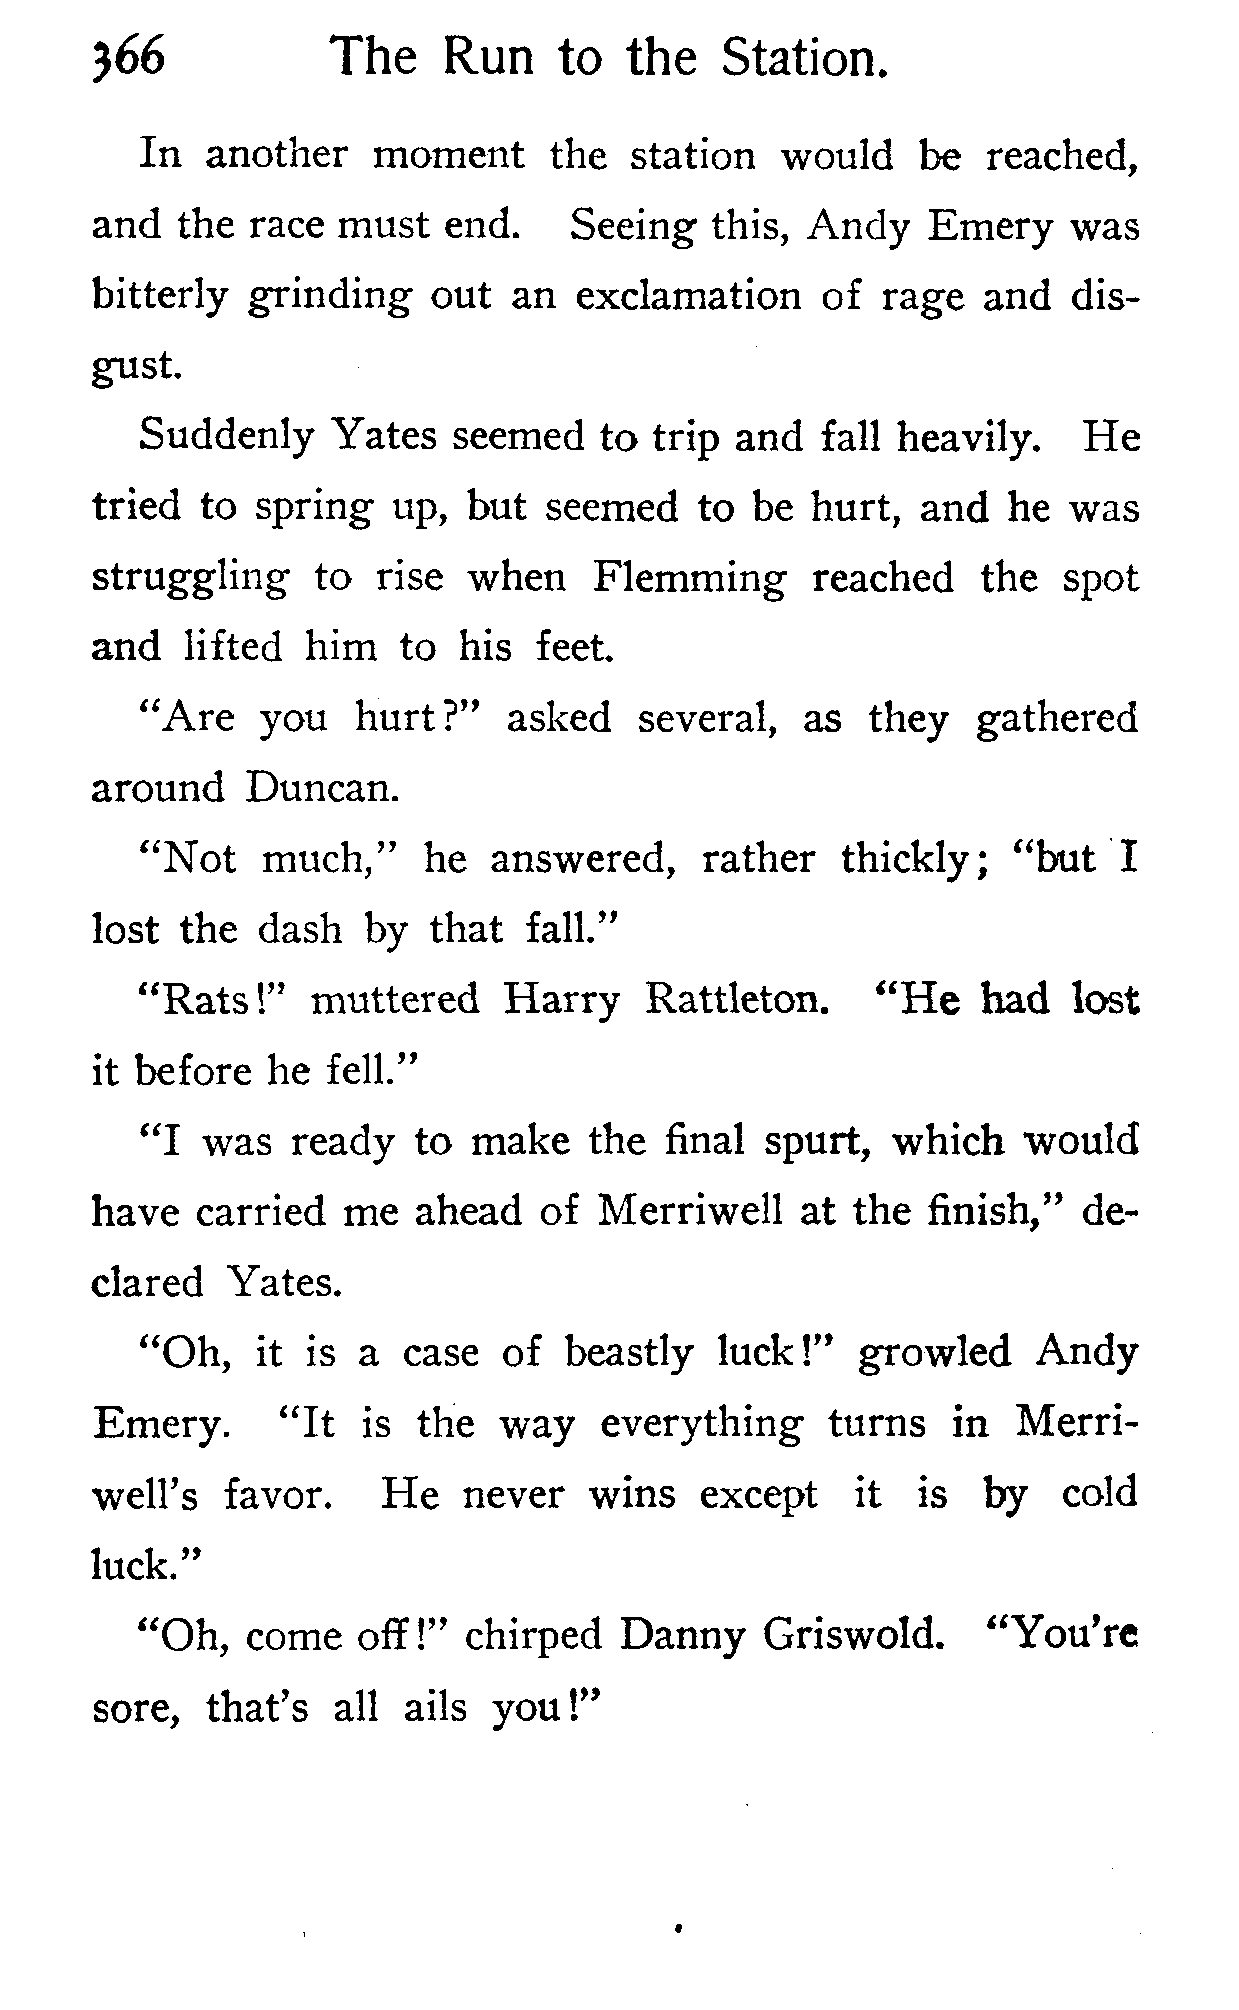 366 The Run to the Station.
In another moment the station would be reached,
and the race must end. Seeing this, Andy Emery was
bitterly grinding out an exclamation of rage and dis-
gust.
Suddenly Yates seemed to trip and fall heavily. He
tried to spring up, but seemed to be hurt, and he was
struggling to rise when Flemming reached the spot
and lifted him to his feet.
"Are you hurt?" asked several, as they gathered
around Duncan.
"Not much," he answered, rather thickly; "but I
lost the dash by that fall."
"Rats!" muttered Harry Rattleton. "He had lost
it before he fell."
"I was ready to make the final spurt, which would
have carried me ahead of Merriwell at the finish," de-
clared Yates.
"Oh, it is a case of beastly luck!" growled Andy
Emery. "It is the way everything turns in Merri-
well's favor. He never wins except it is by cold
luck."
"Oh, come off!" chirped Danny Griswold. "You're
sore, that's all ails you!"